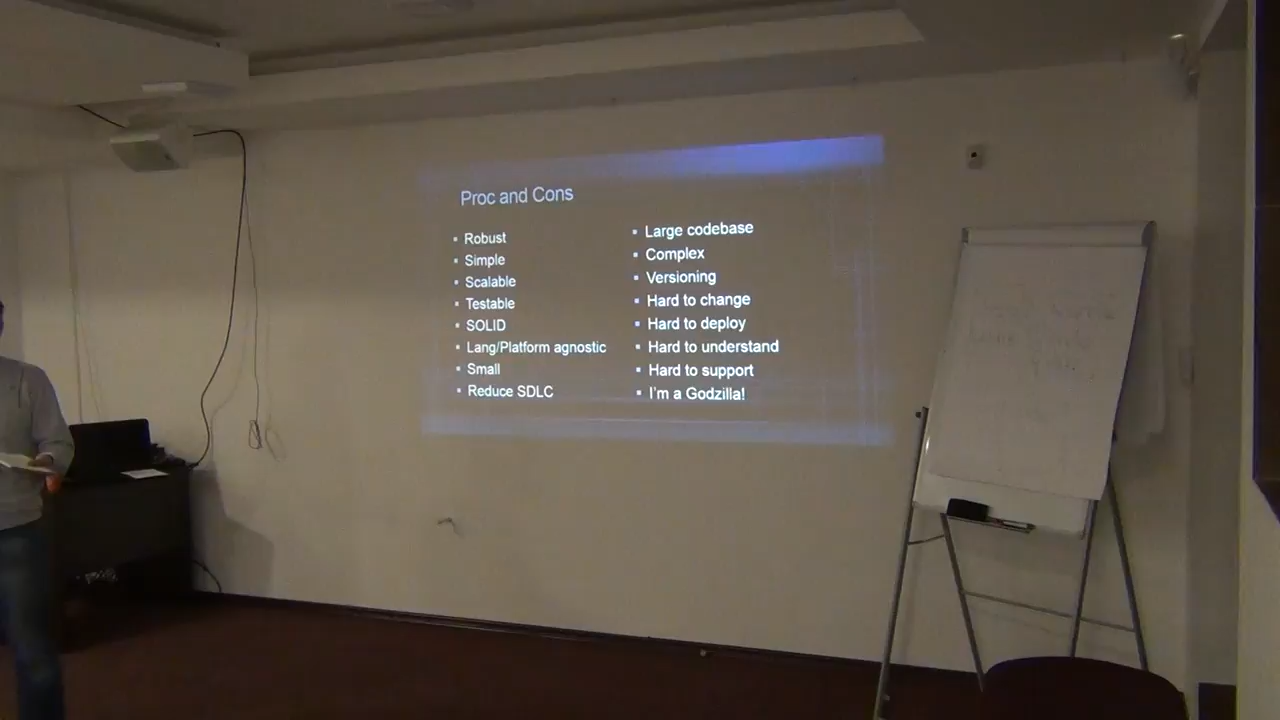 Proc and Cons
Robust
Simple
Scalable
Testable
SOLID
Lang/Platform agnostic
Small
Reduce SDLC
Large codebase
Complex
Versioning
Hard to change
Hard to deploy
Hard to understand
Hard to support
I'm a Godzilla!